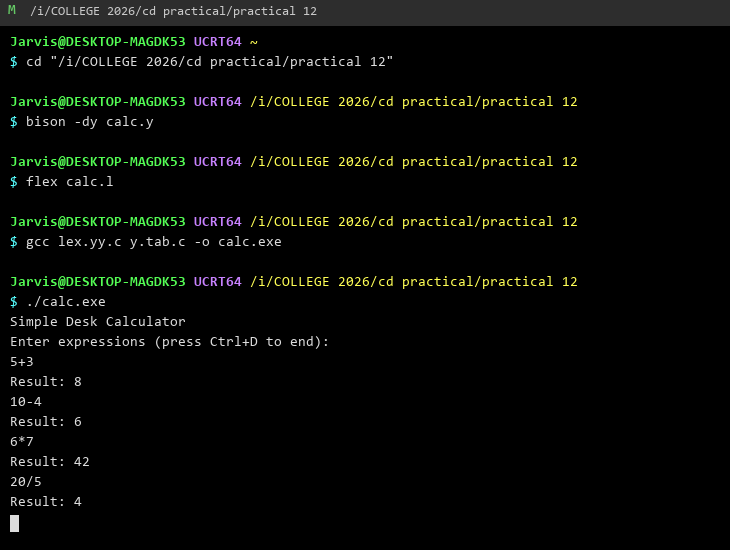 M /i/COLLEGE 2026/cd practical/practical 12
Jarvis@DESKTOP-MAGDK53 UCRT64 ~
$ cd "/i/COLLEGE 2026/cd practical/practical 12"
Jarvis@DESKTOP-MAGDK53 UCRT64 /i/COLLEGE 2026/cd practical/practical 12
$ bison -dy calc.y
Jarvis@DESKTOP-MAGDK53 UCRT64 /i/COLLEGE 2026/cd practical/practical 12
$ flex calc.l
Jarvis@DESKTOP-MAGDK53 UCRT64 /i/COLLEGE 2026/cd practical/practical 12
$ gcc lex.yy.c y.tab.c -o calc.exe
Jarvis@DESKTOP-MAGDK53 UCRT64 /i/COLLEGE 2026/cd practical/practical 12
$ ./calc.exe
Simple Desk Calculator
Enter expressions (press Ctrl+D to end):
5+3
Result: 8
10-4
Result: 6
6*7
Result: 42
20/5
Result: 4